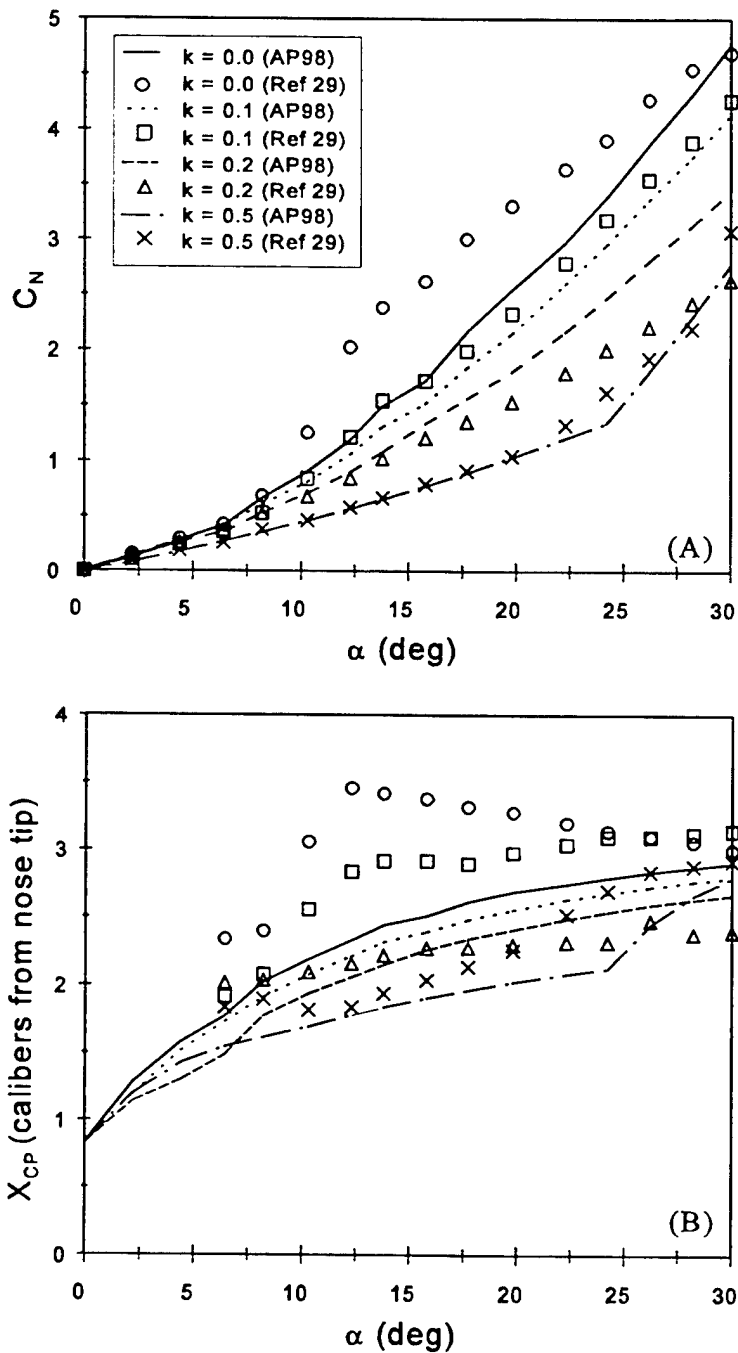 5
4
3
2
1
0
C_N
k = 0.0 (AP98)
k = 0.0 (Ref 29)
k = 0.1 (AP98)
k = 0.1 (Ref 29)
k = 0.2 (AP98)
k = 0.2 (Ref 29)
k = 0.5 (AP98)
k = 0.5 (Ref 29)
(A)
0 5 10 15 20 25 30
α (deg)
4
3
2
1
0
X_CP (calibers from nose tip)
(B)
0 5 10 15 20 25 30
α (deg)